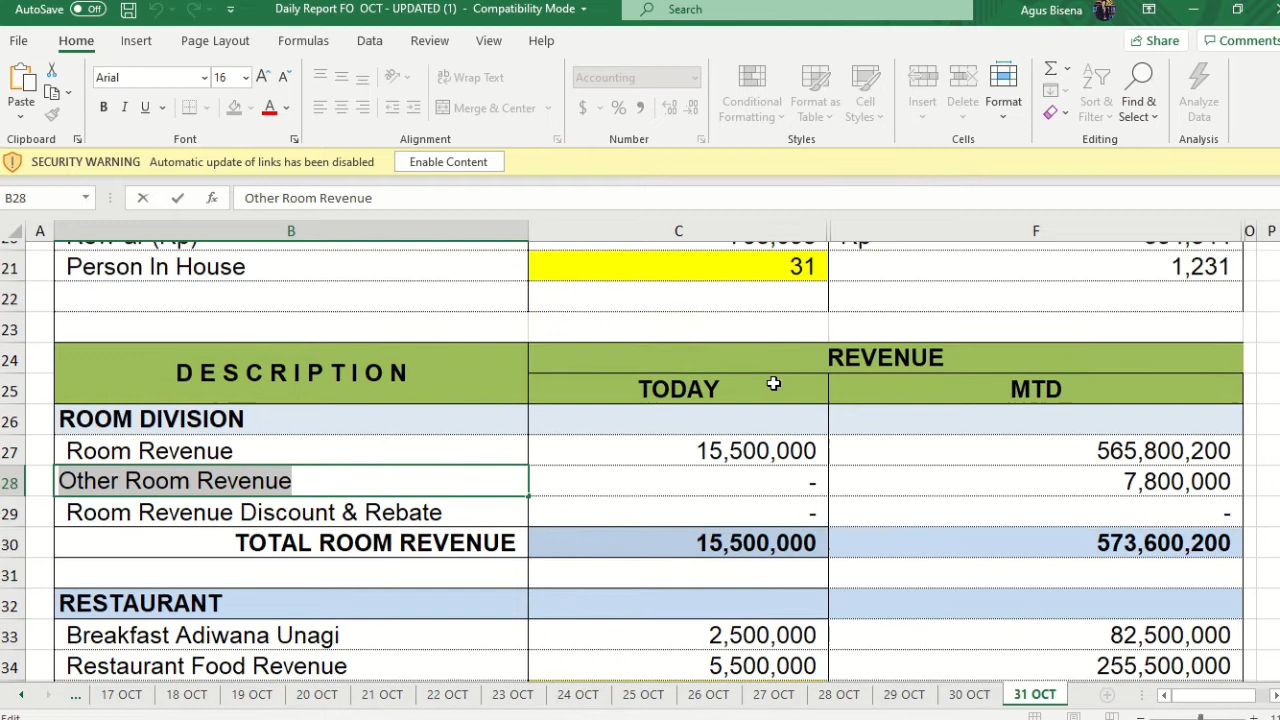 AutoSave Off Daily Report FO OCT - UPDATED (1) - Compatibility Mode Search Agus Bisena
File Home Insert Page Layout Formulas Data Review View Help Share Comments
Arial 16 Wrap Text Accounting
Paste B I U A Merge & Center $ % Conditional Formatting Format as Table Cell Styles Insert Delete Format Sort & Filter Find & Select Analyze Data
Clipboard Font Alignment Number Styles Cells Editing Analysis
SECURITY WARNING Automatic update of links has been disabled Enable Content
B28 fx Other Room Revenue
A B C F O P
Rp
21 Person In House 31 1,231
22
23
24 D E S C R I P T I O N REVENUE
25 TODAY MTD
26 ROOM DIVISION
27 Room Revenue 15,500,000 565,800,200
28 Other Room Revenue - 7,800,000
29 Room Revenue Discount & Rebate - -
30 TOTAL ROOM REVENUE 15,500,000 573,600,200
31
32 RESTAURANT
33 Breakfast Adiwana Unagi 2,500,000 82,500,000
34 Restaurant Food Revenue 5,500,000 255,500,000
... 17 OCT 18 OCT 19 OCT 20 OCT 21 OCT 22 OCT 23 OCT 24 OCT 25 OCT 26 OCT 27 OCT 28 OCT 29 OCT 30 OCT 31 OCT